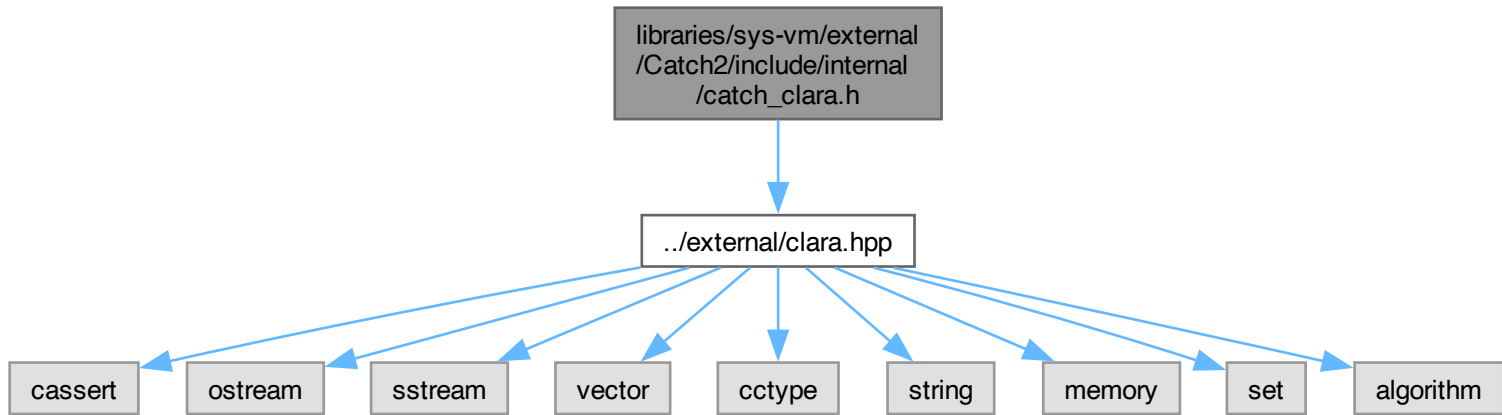 libraries/sys-vm/external
/Catch2/include/internal
/catch_clara.h
../external/clara.hpp
cassert
ostream
sstream
vector
cctype
string
memory
set
algorithm